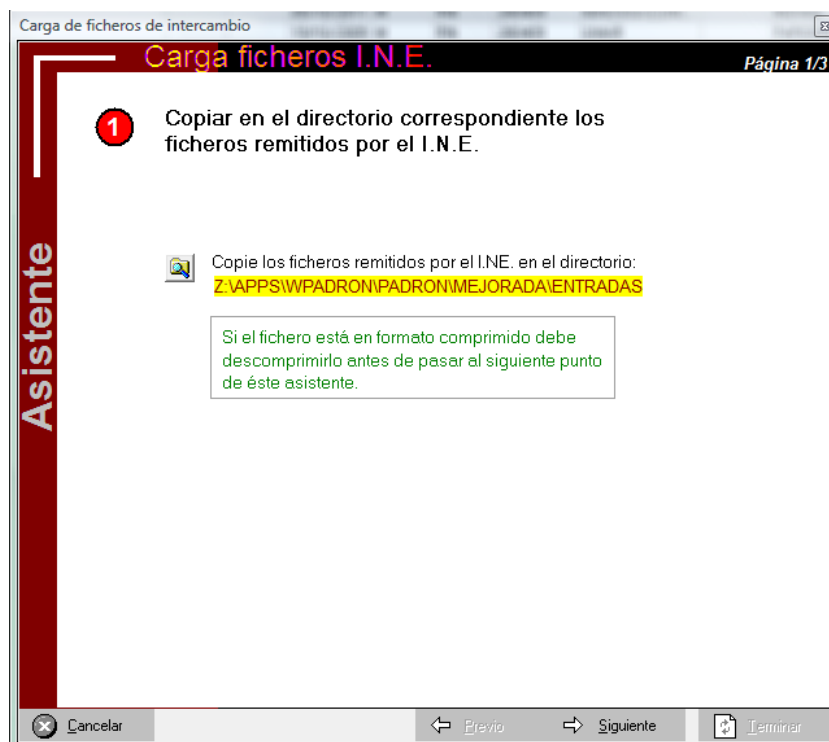 Carga de ficheros de intercambio
Carga ficheros I.N.E.
Página 1/3
1
Copiar en el directorio correspondiente los
ficheros remitidos por el I.N.E.
Asistente
Copie los ficheros remitidos por el I.NE. en el directorio:
Z:\APPS\WPADRON\PADRON\MEJORADA\ENTRADAS
Si el fichero está en formato comprimido debe
descomprimirlo antes de pasar al siguiente punto
de éste asistente.
Cancelar
Previo
Siguiente
Terminar